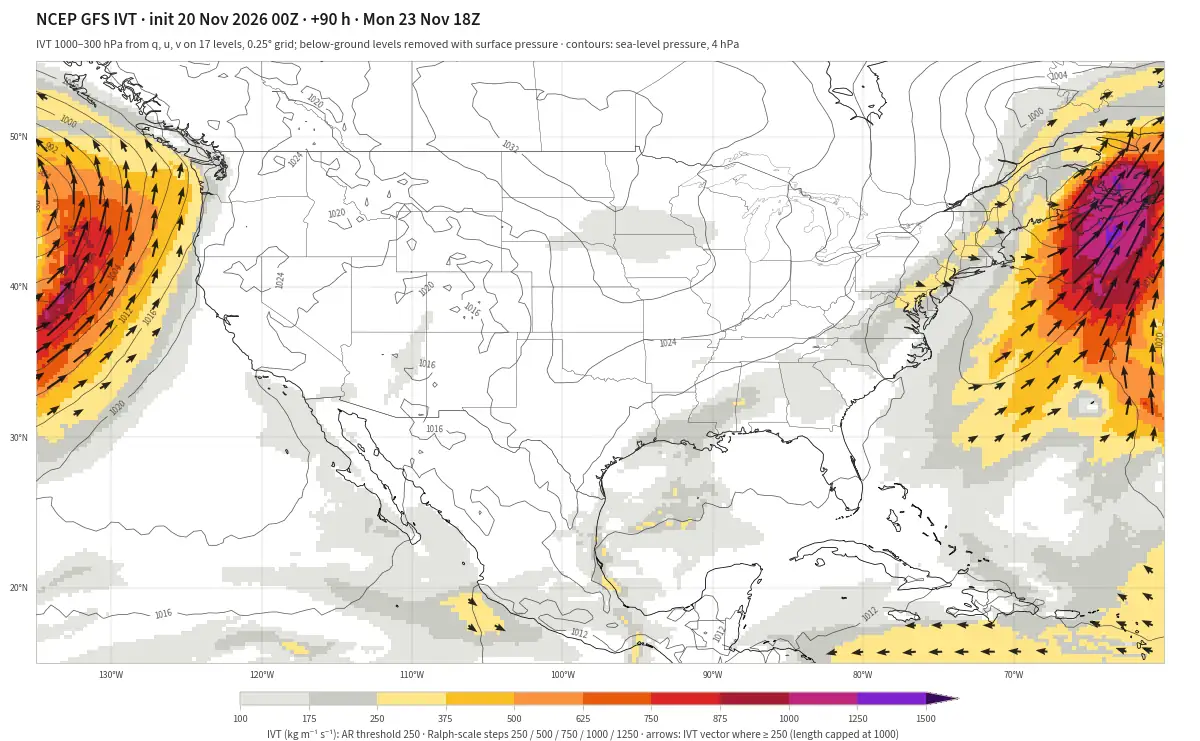 NCEP GFS IVT · init 20 Nov 2026 00Z · +90 h · Mon 23 Nov 18Z
IVT 1000–300 hPa from q, u, v on 17 levels, 0.25° grid; below-ground levels removed with surface pressure · contours: sea-level pressure, 4 hPa
1004
1020
1000
1000
50°N
1032
1024
1020
1024
40°N
1020
1016
1012
1016
1024
1020
1016
1020
1016
30°N
20°N
1016
1012
1012
1012
130°W
120°W
110°W
100°W
90°W
80°W
70°W
100
175
250
375
500
625
750
875
1000
1250
1500
IVT (kg m⁻¹ s⁻¹): AR threshold 250 · Ralph-scale steps 250 / 500 / 750 / 1000 / 1250 · arrows: IVT vector where ≥ 250 (length capped at 1000)